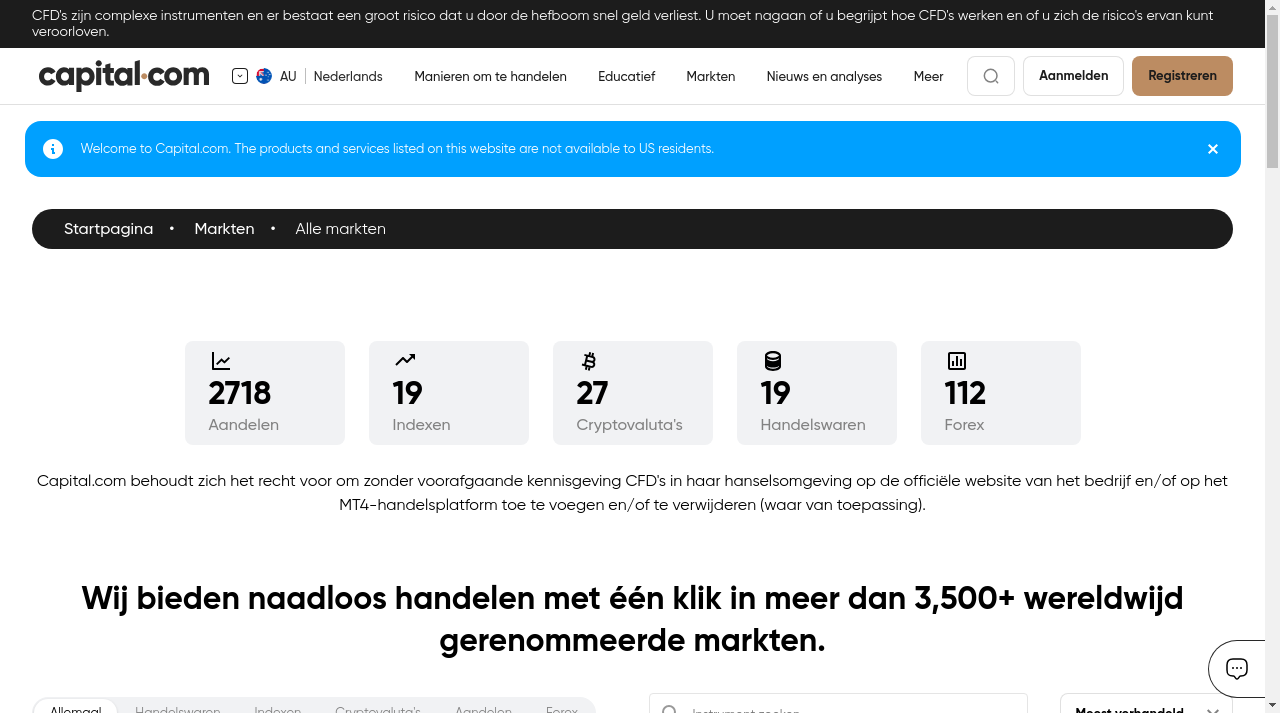 CFD's zijn complexe instrumenten en er bestaat een groot risico dat u door de hefboom snel geld verliest. U moet nagaan of u begrijpt hoe CFD's werken en of u zich de risico's ervan kunt
veroorloven.
capital.com AU Nederlands Manieren om te handelen Educatief Markten Nieuws en analyses Meer Aanmelden Registreren
Welcome to Capital.com. The products and services listed on this website are not available to US residents.
Startpagina • Markten • Alle markten
2718 19 27 19 112
Aandelen Indexen Cryptovaluta's Handelswaren Forex
Capital.com behoudt zich het recht voor om zonder voorafgaande kennisgeving CFD's in haar hanselsomgeving op de officiële website van het bedrijf en/of op het
MT4-handelsplatform toe te voegen en/of te verwijderen (waar van toepassing).
Wij bieden naadloos handelen met één klik in meer dan 3,500+ wereldwijd
gerenommeerde markten.
Allemaal Handelswaren Indexen Cryptovaluta's Aandelen Forex Instrument zoeken Meest verhandeld